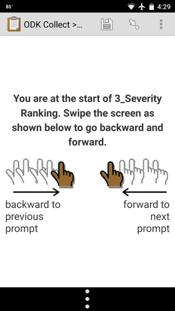 85°
4:29
ODK Collect >...
You are at the start of 3_Severity
Ranking. Swipe the screen as
shown below to go backward and
forward.
backward to
previous
prompt
forward to
next
prompt